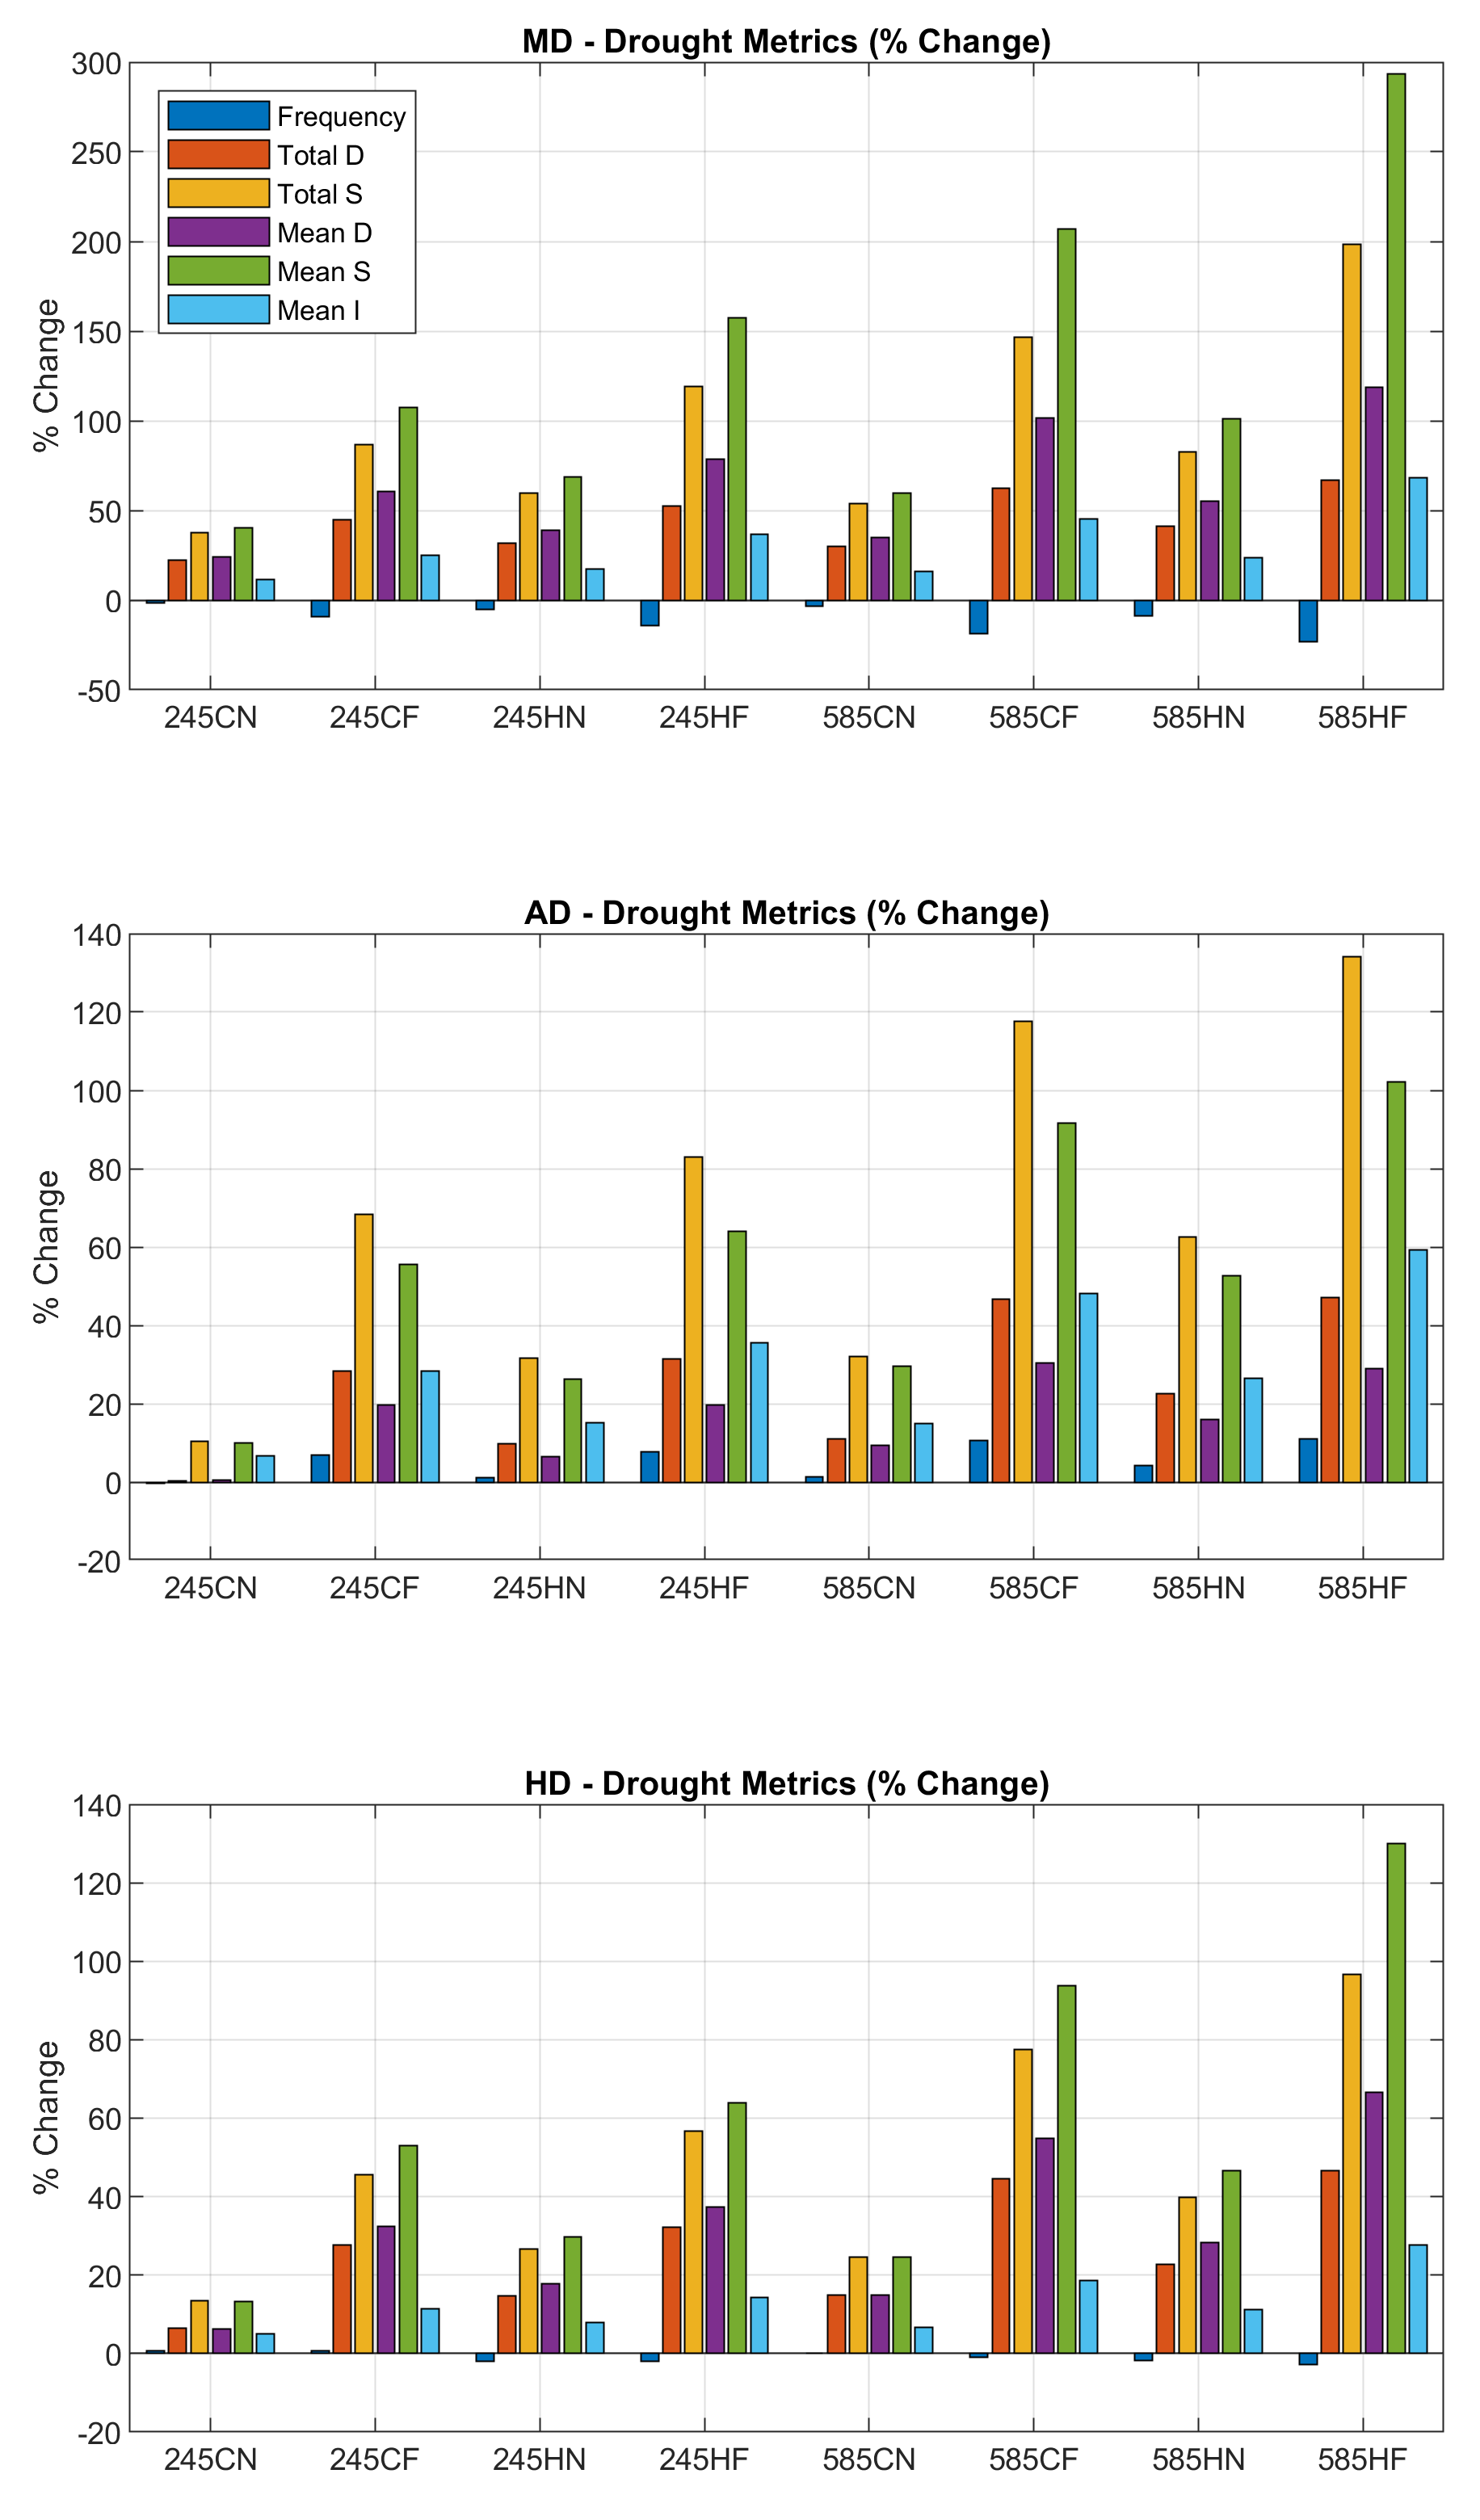 MD - Drought Metrics (% Change)
300
250
200
150
100
50
0
-50
% Change
Frequency
Total D
Total S
Mean D
Mean S
Mean I
245CN 245CF 245HN 245HF 585CN 585CF 585HN 585HF
AD - Drought Metrics (% Change)
140
120
100
80
60
40
20
0
-20
% Change
245CN 245CF 245HN 245HF 585CN 585CF 585HN 585HF
HD - Drought Metrics (% Change)
140
120
100
80
60
40
20
0
-20
% Change
245CN 245CF 245HN 245HF 585CN 585CF 585HN 585HF